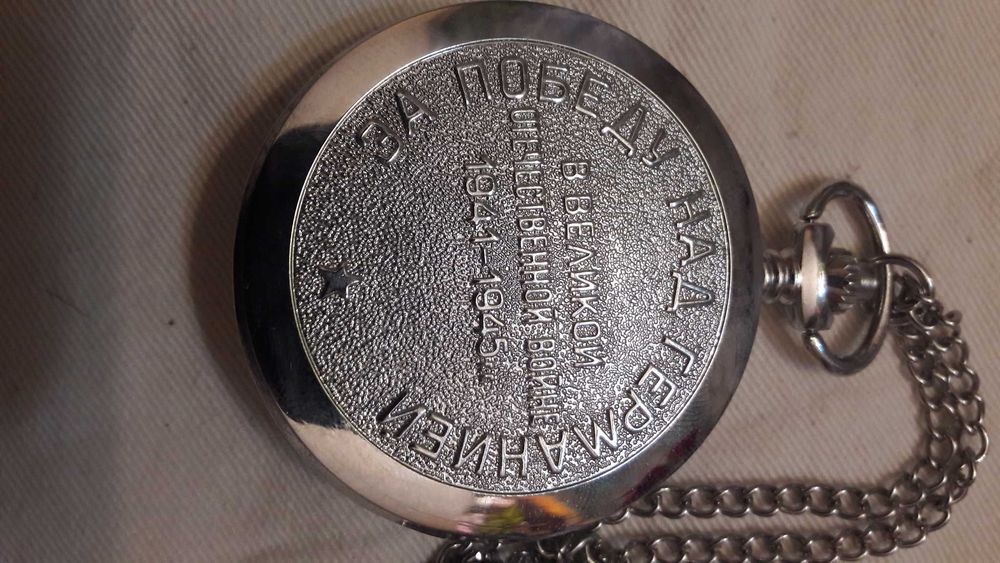 ЗА ПОБЕДУ НАД ГЕРМАНИЕЙ
В ВЕЛИКОЙ
ОТЕЧЕСТВЕННОЙ ВОЙНЕ
1941-1945